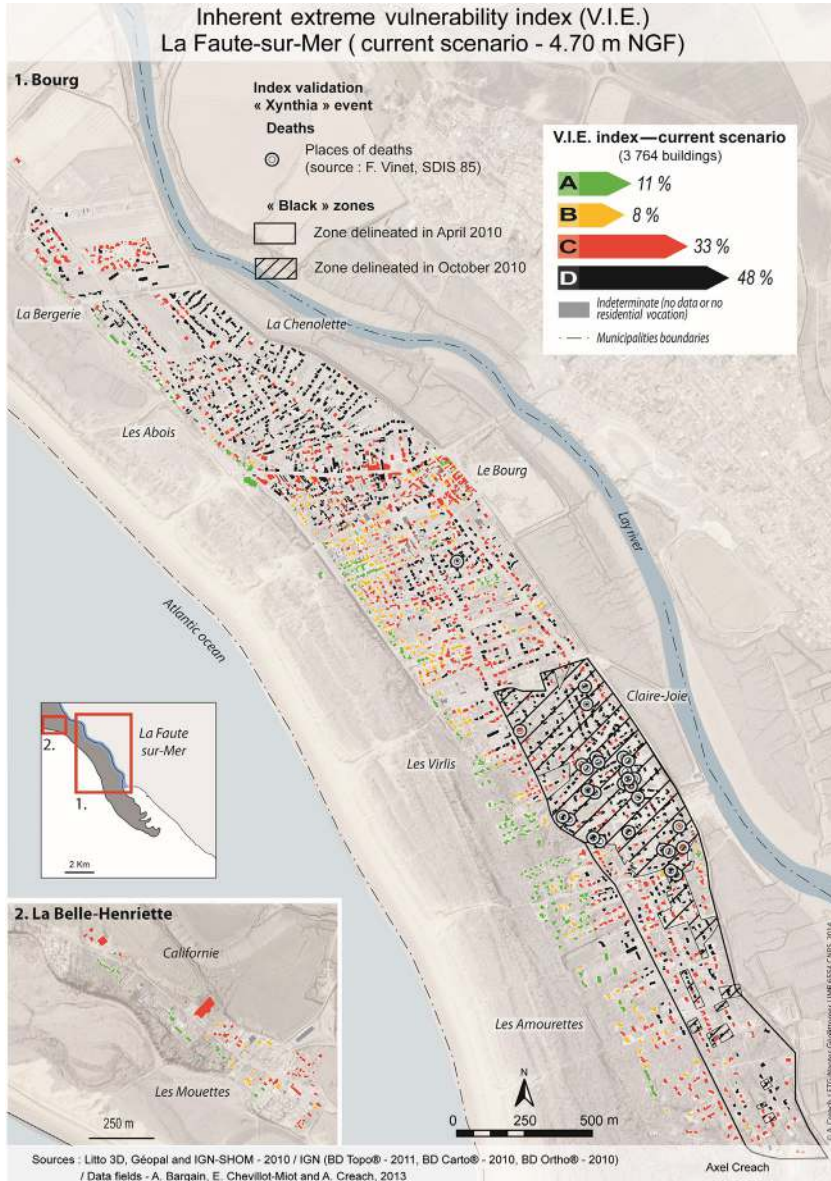 Inherent extreme vulnerability index (V.I.E.)
La Faute-sur-Mer ( current scenario - 4.70 m NGF)
1. Bourg
Index validation
« Xynthia » event
Deaths
Places of deaths
(source : F. Vinet, SDIS 85)
« Black » zones
Zone delineated in April 2010
Zone delineated in October 2010
V.I.E. index—current scenario
(3 764 buildings)
A 11 %
B 8 %
C 33 %
D 48 %
Indeterminate (no data or no
residential vocation)
Municipalities boundaries
La Bergerie
La Chenolette
Les Abois
Le Bourg
Lay river
Atlantic ocean
Claire-Joie
Les Virlis
La Faute
sur-Mer
2.
1.
2 Km
2. La Belle-Henriette
Californie
Les Mouettes
250 m
Les Amourettes
N
0 250 500 m
Sources : Litto 3D, Géopal and IGN-SHOM - 2010 / IGN (BD Topo® - 2011, BD Carto® - 2010, BD Ortho® - 2010)
/ Data fields - A. Bargain, E. Chevillot-Miot and A. Creach, 2013
Axel Creach